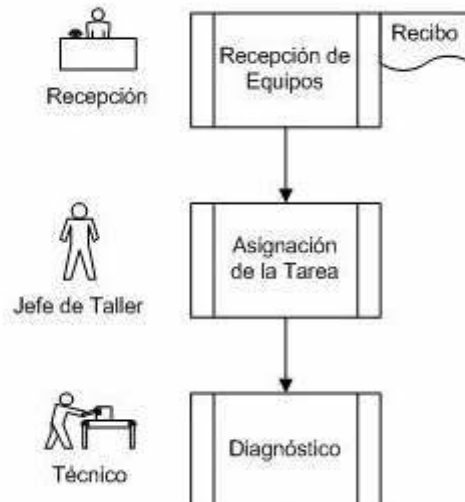 Recepción
Recepción de
Equipos
Recibo
Jefe de Taller
Asignación
de la Tarea
Técnico
Diagnóstico